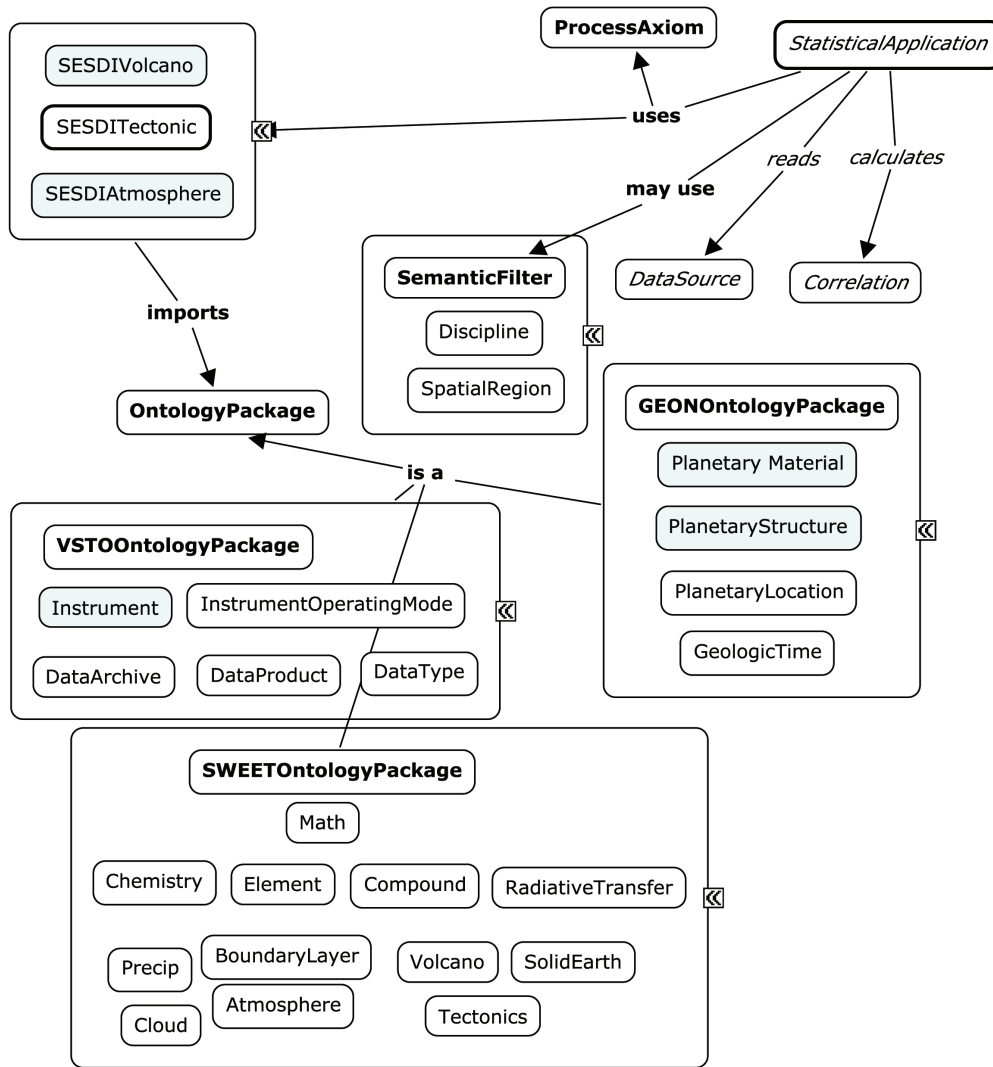 ProcessAxiom
StatisticalApplication
SESDIVolcano
SESDITectonic
SESDIAtmosphere
uses
reads
calculates
may use
SemanticFilter
Discipline
SpatialRegion
DataSource
Correlation
imports
OntologyPackage
is a
GEONOntologyPackage
Planetary Material
PlanetaryStructure
PlanetaryLocation
GeologicTime
VSTOOntologyPackage
Instrument
InstrumentOperatingMode
DataArchive
DataProduct
DataType
SWEETOntologyPackage
Math
Chemistry
Element
Compound
RadiativeTransfer
Precip
BoundaryLayer
Volcano
SolidEarth
Cloud
Atmosphere
Tectonics